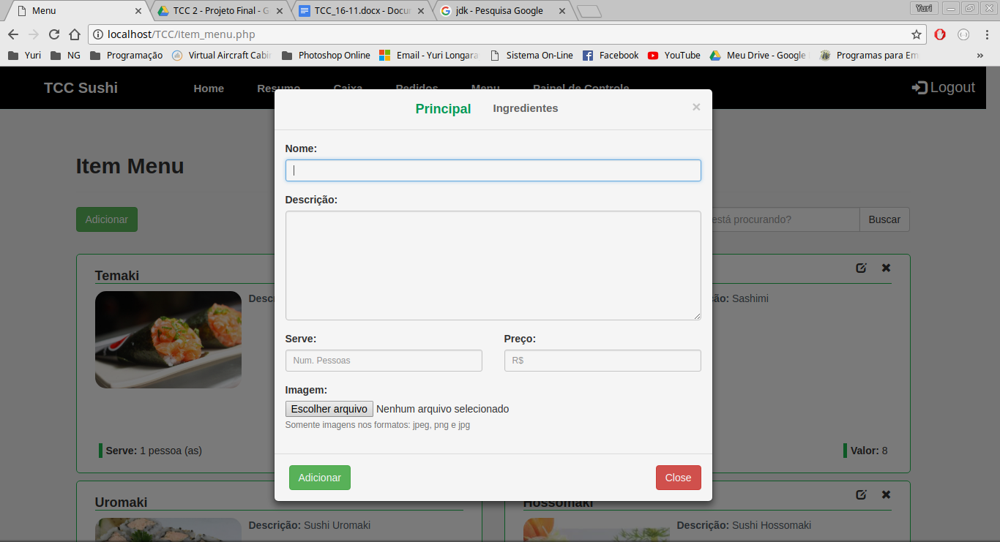 Menu
TCC 2 - Projeto Final - G
TCC_16-11.docx - Docum
jdk - Pesquisa Google
Yuri
localhost/TCC/item_menu.php
Yuri NG Programação Virtual Aircraft Cabin Photoshop Online Email - Yuri Longara Sistema On-Line Facebook YouTube Meu Drive - Google Programas para Em »
TCC Sushi Home Resumo Caixa Pedidos Menu Painel de Controle Logout
Principal Ingredientes ×
Nome:
Item Menu
Descrição:
Adicionar
está procurando? Buscar
Temaki
Descr
ão: Sashimi
Serve: Preço:
Num. Pessoas R$
Imagem:
Escolher arquivo Nenhum arquivo selecionado
Somente imagens nos formatos: jpeg, png e jpg
Serve: 1 pessoa (as)
Valor: 8
Adicionar Close
Uromaki Hossomaki
Descrição: Sushi Uromaki
Descrição: Sushi Hossomaki